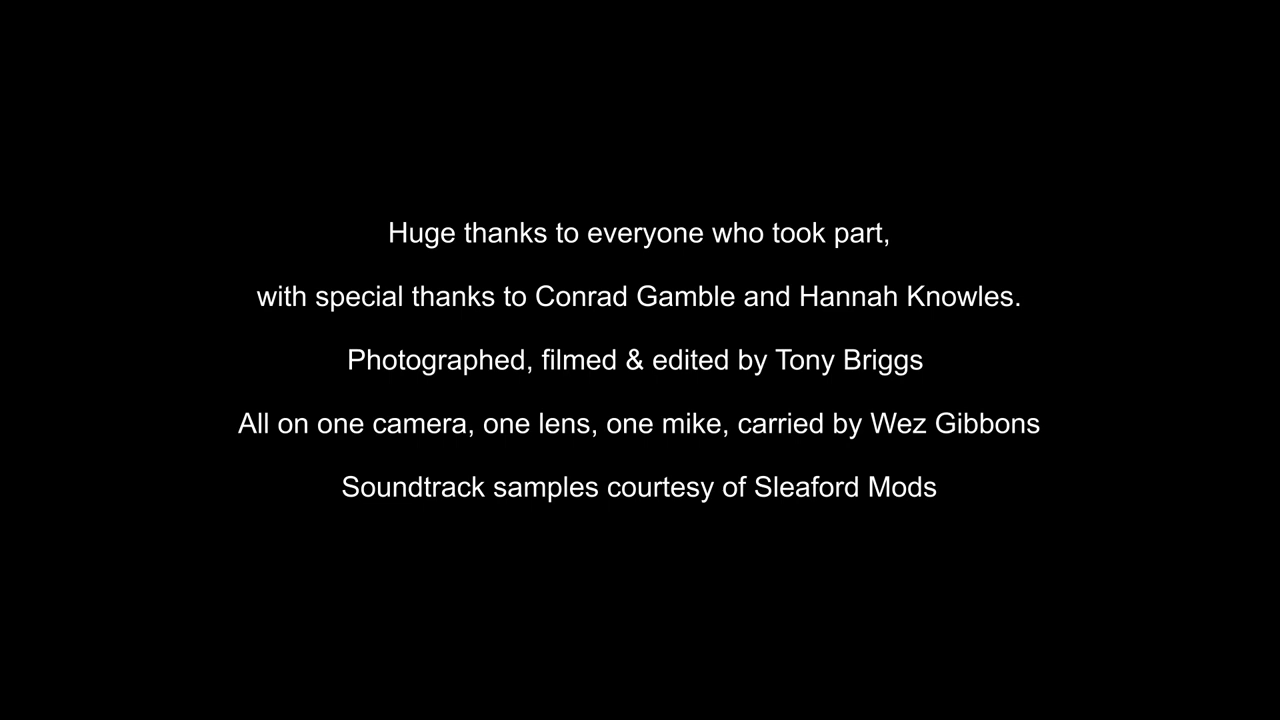 Huge thanks to everyone who took part,
with special thanks to Conrad Gamble and Hannah Knowles.
Photographed, filmed & edited by Tony Briggs
All on one camera, one lens, one mike, carried by Wez Gibbons
Soundtrack samples courtesy of Sleaford Mods